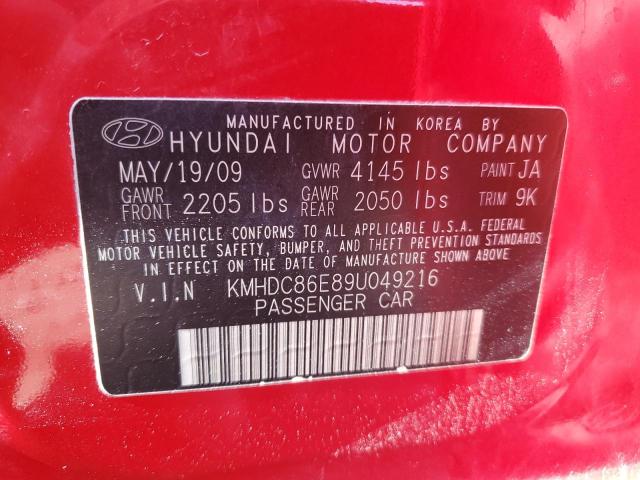 MANUFACTURED IN KOREA BY
HYUNDAI MOTOR COMPANY
MAY/19/09 GVWR 4145 lbs PAINT JA
GAWR FRONT 2205 lbs GAWR REAR 2050 lbs TRIM 9K
THIS VEHICLE CONFORMS TO ALL APPLICABLE U.S.A. FEDERAL
MOTOR VEHICLE SAFETY, BUMPER, AND THEFT PREVENTION STANDARDS
IN EFFECT ON THE DATE OF MANUFACTURE SHOWN ABOVE
V.I.N KMHDC86E89U049216
PASSENGER CAR